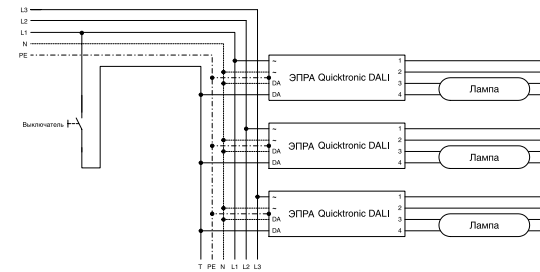 L3
L2
L1
N
PE
~
~
DA
DA
ЭПРА Quicktronic DALI
1
2
3
4
Лампа
Выключатель
~
~
DA
DA
ЭПРА Quicktronic DALI
1
2
3
4
Лампа
~
~
DA
DA
ЭПРА Quicktronic DALI
1
2
3
4
Лампа
T PE N L1 L2 L3